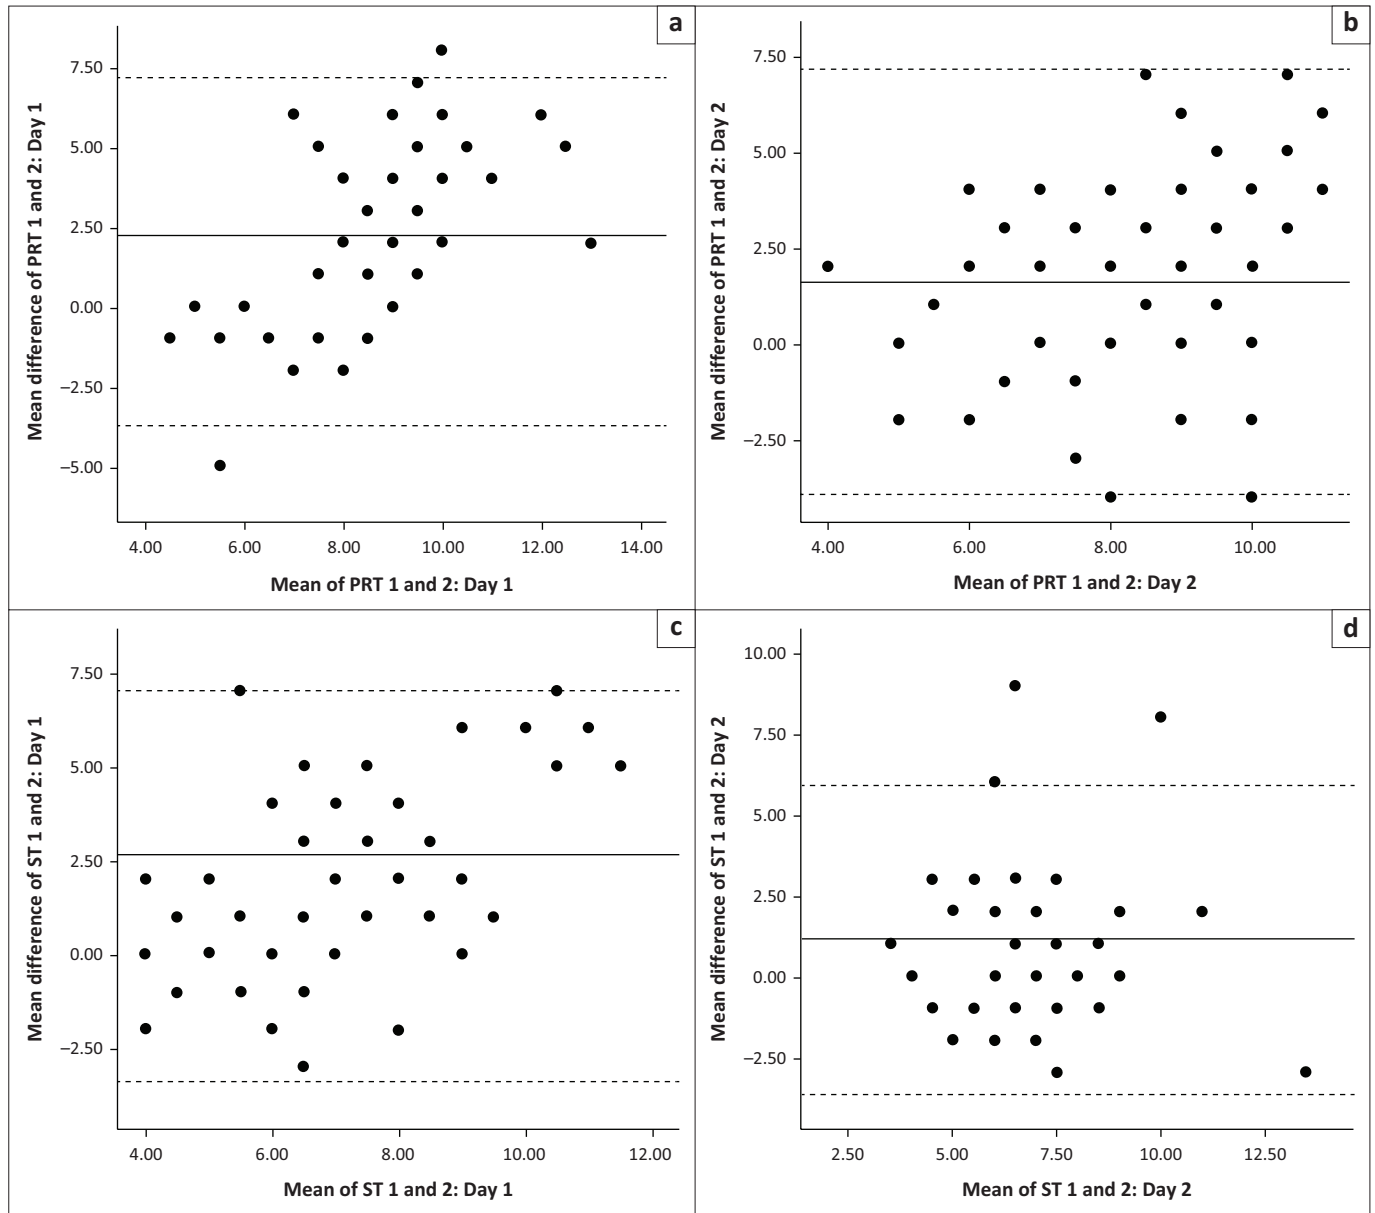 a
Mean difference of PRT 1 and 2: Day 1
7.50
5.00
2.50
0.00
–2.50
–5.00
4.00 6.00 8.00 10.00 12.00 14.00
Mean of PRT 1 and 2: Day 1
b
Mean difference of PRT 1 and 2: Day 2
7.50
5.00
2.50
0.00
–2.50
4.00 6.00 8.00 10.00
Mean of PRT 1 and 2: Day 2
c
Mean difference of ST 1 and 2: Day 1
7.50
5.00
2.50
0.00
–2.50
4.00 6.00 8.00 10.00 12.00
Mean of ST 1 and 2: Day 1
d
Mean difference of ST 1 and 2: Day 2
10.00
7.50
5.00
2.50
0.00
–2.50
2.50 5.00 7.50 10.00 12.50
Mean of ST 1 and 2: Day 2